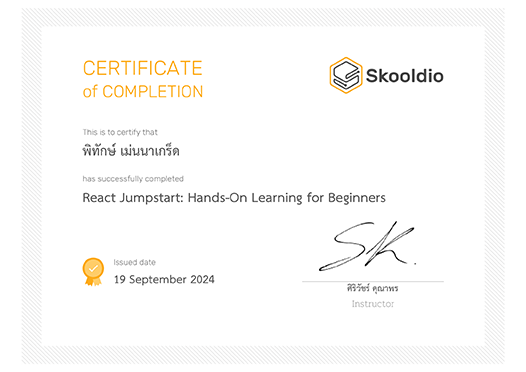 CERTIFICATE
of COMPLETION
Skooldio
This is to certify that
พิทักษ์ เม่นนาเกร็ด
has successfully completed
React Jumpstart: Hands-On Learning for Beginners
Issued date
19 September 2024
ศิริวัชร์ คุณาพร
Instructor